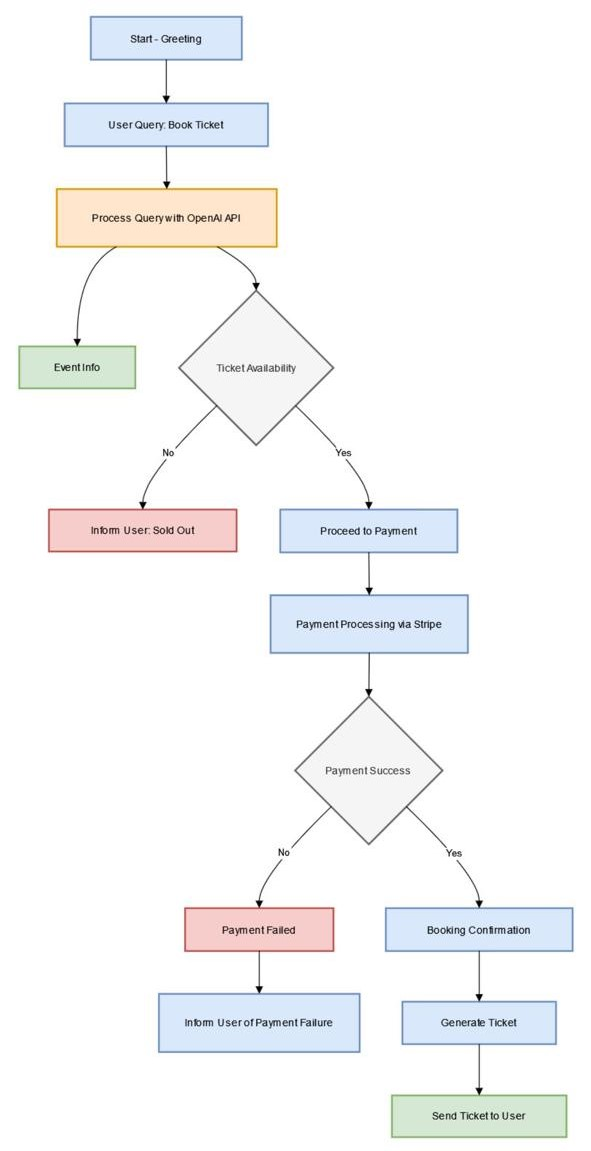 Start - Greeting
User Query: Book Ticket
Process Query with OpenAI API
Event Info
Ticket Availability
No
Yes
Inform User: Sold Out
Proceed to Payment
Payment Processing via Stripe
Payment Success
No
Yes
Payment Failed
Booking Confirmation
Inform User of Payment Failure
Generate Ticket
Send Ticket to User